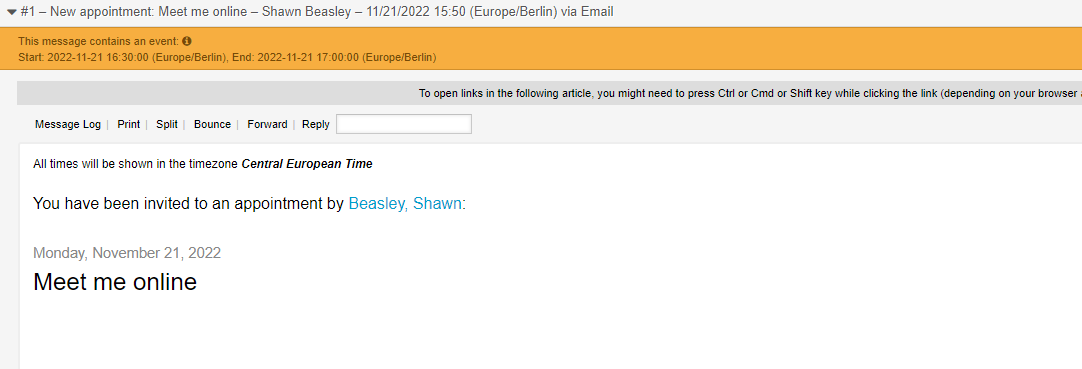 #1 – New appointment: Meet me online – Shawn Beasley – 11/21/2022 15:50 (Europe/Berlin) via Email
This message contains an event:
Start: 2022-11-21 16:30:00 (Europe/Berlin), End: 2022-11-21 17:00:00 (Europe/Berlin)
To open links in the following article, you might need to press Ctrl or Cmd or Shift key while clicking the link (depending on your browser
Message Log | Print | Split | Bounce | Forward | Reply
All times will be shown in the timezone Central European Time
You have been invited to an appointment by Beasley, Shawn:
Monday, November 21, 2022
Meet me online